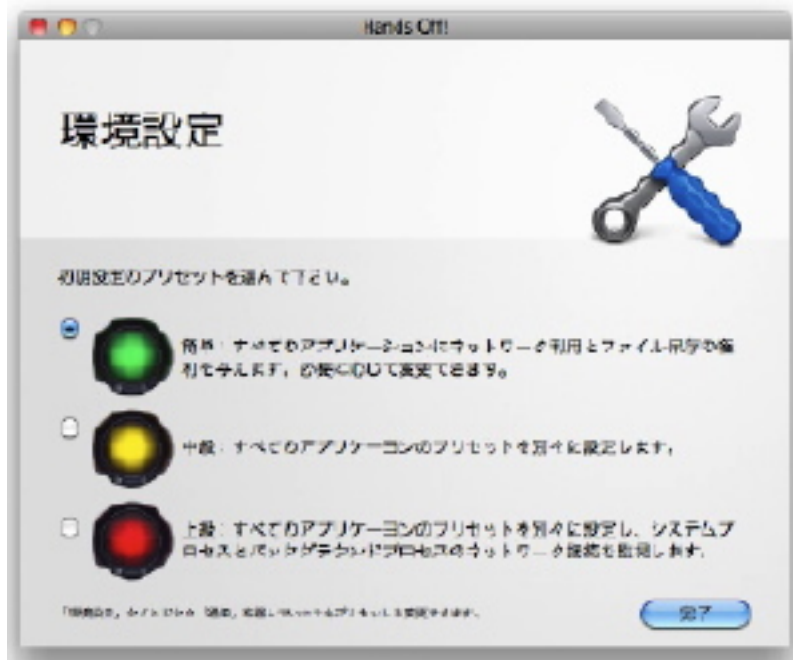 Hands Off!
環境設定
初期設定のプリセットを選んで下さい。
簡単：すべてのアプリケーションにネットワーク利用とファイル保存の権
利を与えます。必要に応じて変更できます。
中級：すべてのアプリケーョンのプリセットを別々に設定します。
上級：すべてのアプリケーョンのプリセットを別々に設定し、システムプ
ロセスとバックグラウンドプロセスのネットワーク接続を監視します。
完了